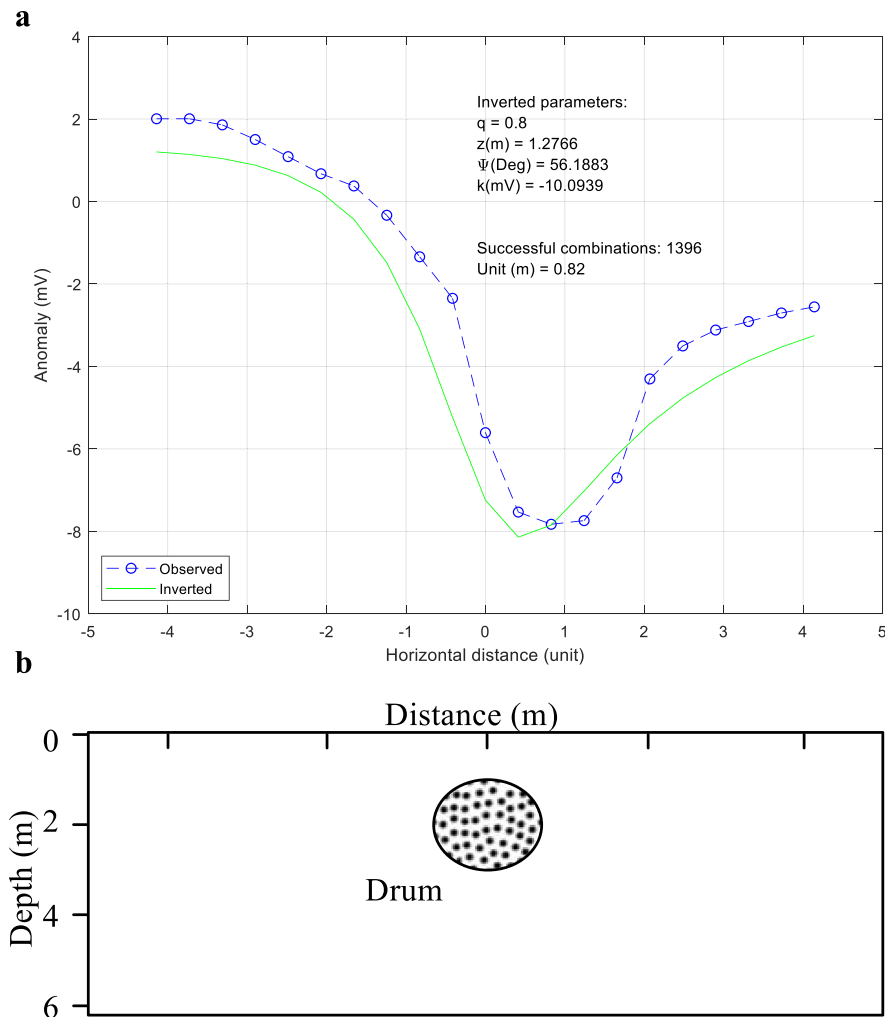 a
4
2
0
-2
-4
-6
-8
-10
Anomaly (mV)
Inverted parameters:
q = 0.8
z(m) = 1.2766
Ψ(Deg) = 56.1883
k(mV) = -10.0939
Successful combinations: 1396
Unit (m) = 0.82
Observed
Inverted
-5 -4 -3 -2 -1 0 1 2 3 4 5
Horizontal distance (unit)
b
Distance (m)
0
2
4
6
Depth (m)
Drum